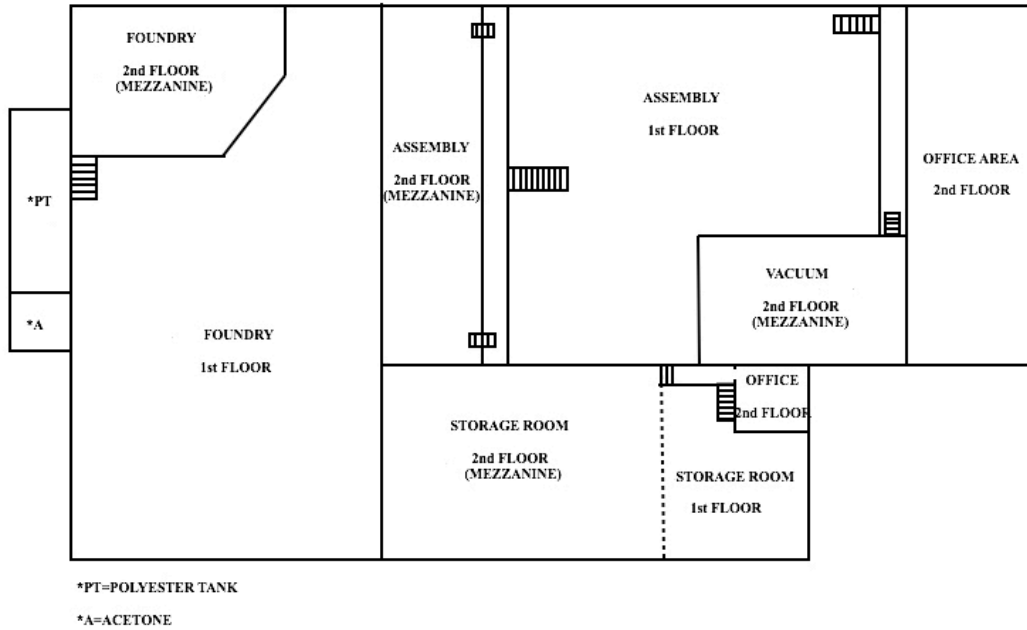 FOUNDRY
2nd FLOOR
(MEZZANINE)
ASSEMBLY
2nd FLOOR
(MEZZANINE)
ASSEMBLY
1st FLOOR
OFFICE AREA
2nd FLOOR
*PT
*A
FOUNDRY
1st FLOOR
VACUUM
2nd FLOOR
(MEZZANINE)
STORAGE ROOM
2nd FLOOR
(MEZZANINE)
OFFICE
2nd FLOOR
STORAGE ROOM
1st FLOOR
*PT=POLYESTER TANK
*A=ACETONE